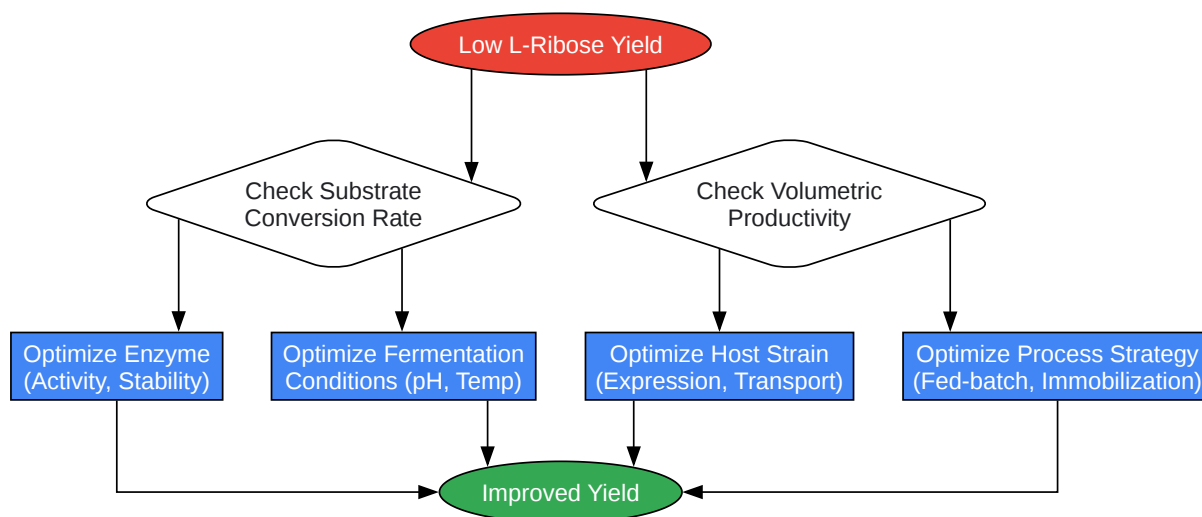 Low L-Ribose Yield
Check Substrate
Conversion Rate
Check Volumetric
Productivity
Optimize Enzyme
(Activity, Stability)
Optimize Fermentation
Conditions (pH, Temp)
Optimize Host Strain
(Expression, Transport)
Optimize Process Strategy
(Fed-batch, Immobilization)
Improved Yield